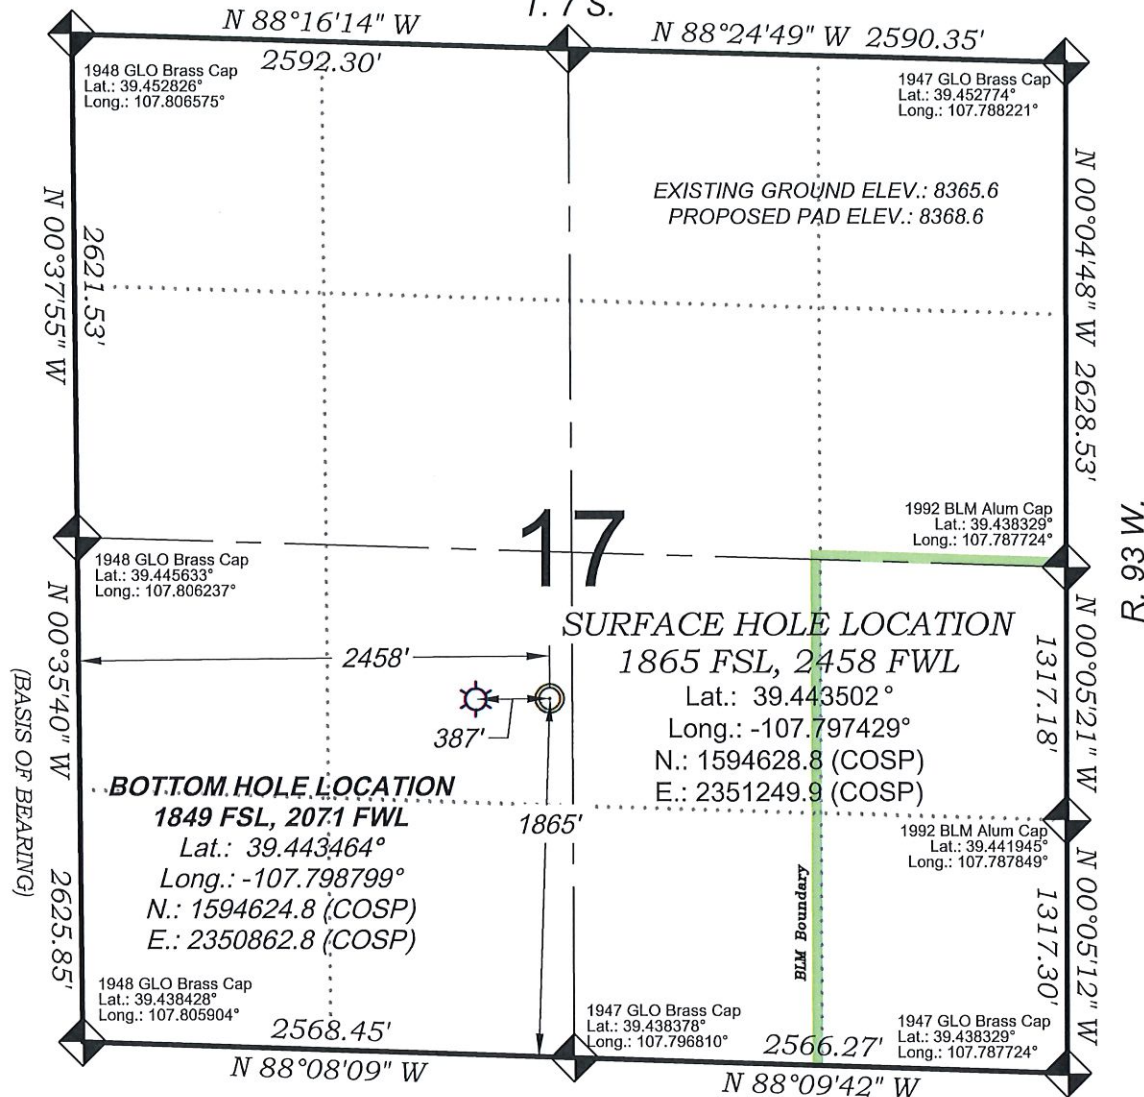 T. 7 S.
N 88°16'14" W
2592.30'
N 88°24'49" W 2590.35'
1948 GLO Brass Cap
Lat.: 39.452826°
Long.: 107.806575°
1947 GLO Brass Cap
Lat.: 39.452774°
Long.: 107.788221°
EXISTING GROUND ELEV.: 8365.6
PROPOSED PAD ELEV.: 8368.6
N 00°37'55" W
2621.53'
N 00°04'48" W 2628.53'
R. 93 W.
17
1992 BLM Alum Cap
Lat.: 39.438329°
Long.: 107.787724°
1948 GLO Brass Cap
Lat.: 39.445633°
Long.: 107.806237°
SURFACE HOLE LOCATION
1865 FSL, 2458 FWL
Lat.: 39.443502°
Long.: -107.797429°
N.: 1594628.8 (COSP)
E.: 2351249.9 (COSP)
2458'
387'
1865'
N 00°35'40" W
(BASIS OF BEARING)
2625.85'
BOTTOM HOLE LOCATION
1849 FSL, 2071 FWL
Lat.: 39.443464°
Long.: -107.798799°
N.: 1594624.8 (COSP)
E.: 2350862.8 (COSP)
N 00°05'21" W
1317.18'
1992 BLM Alum Cap
Lat.: 39.441945°
Long.: 107.787849°
BLM Boundary
N 00°05'12" W
1317.30'
1948 GLO Brass Cap
Lat.: 39.438428°
Long.: 107.805904°
2568.45'
N 88°08'09" W
1947 GLO Brass Cap
Lat.: 39.438378°
Long.: 107.796810°
2566.27'
N 88°09'42" W
1947 GLO Brass Cap
Lat.: 39.438329°
Long.: 107.787724°